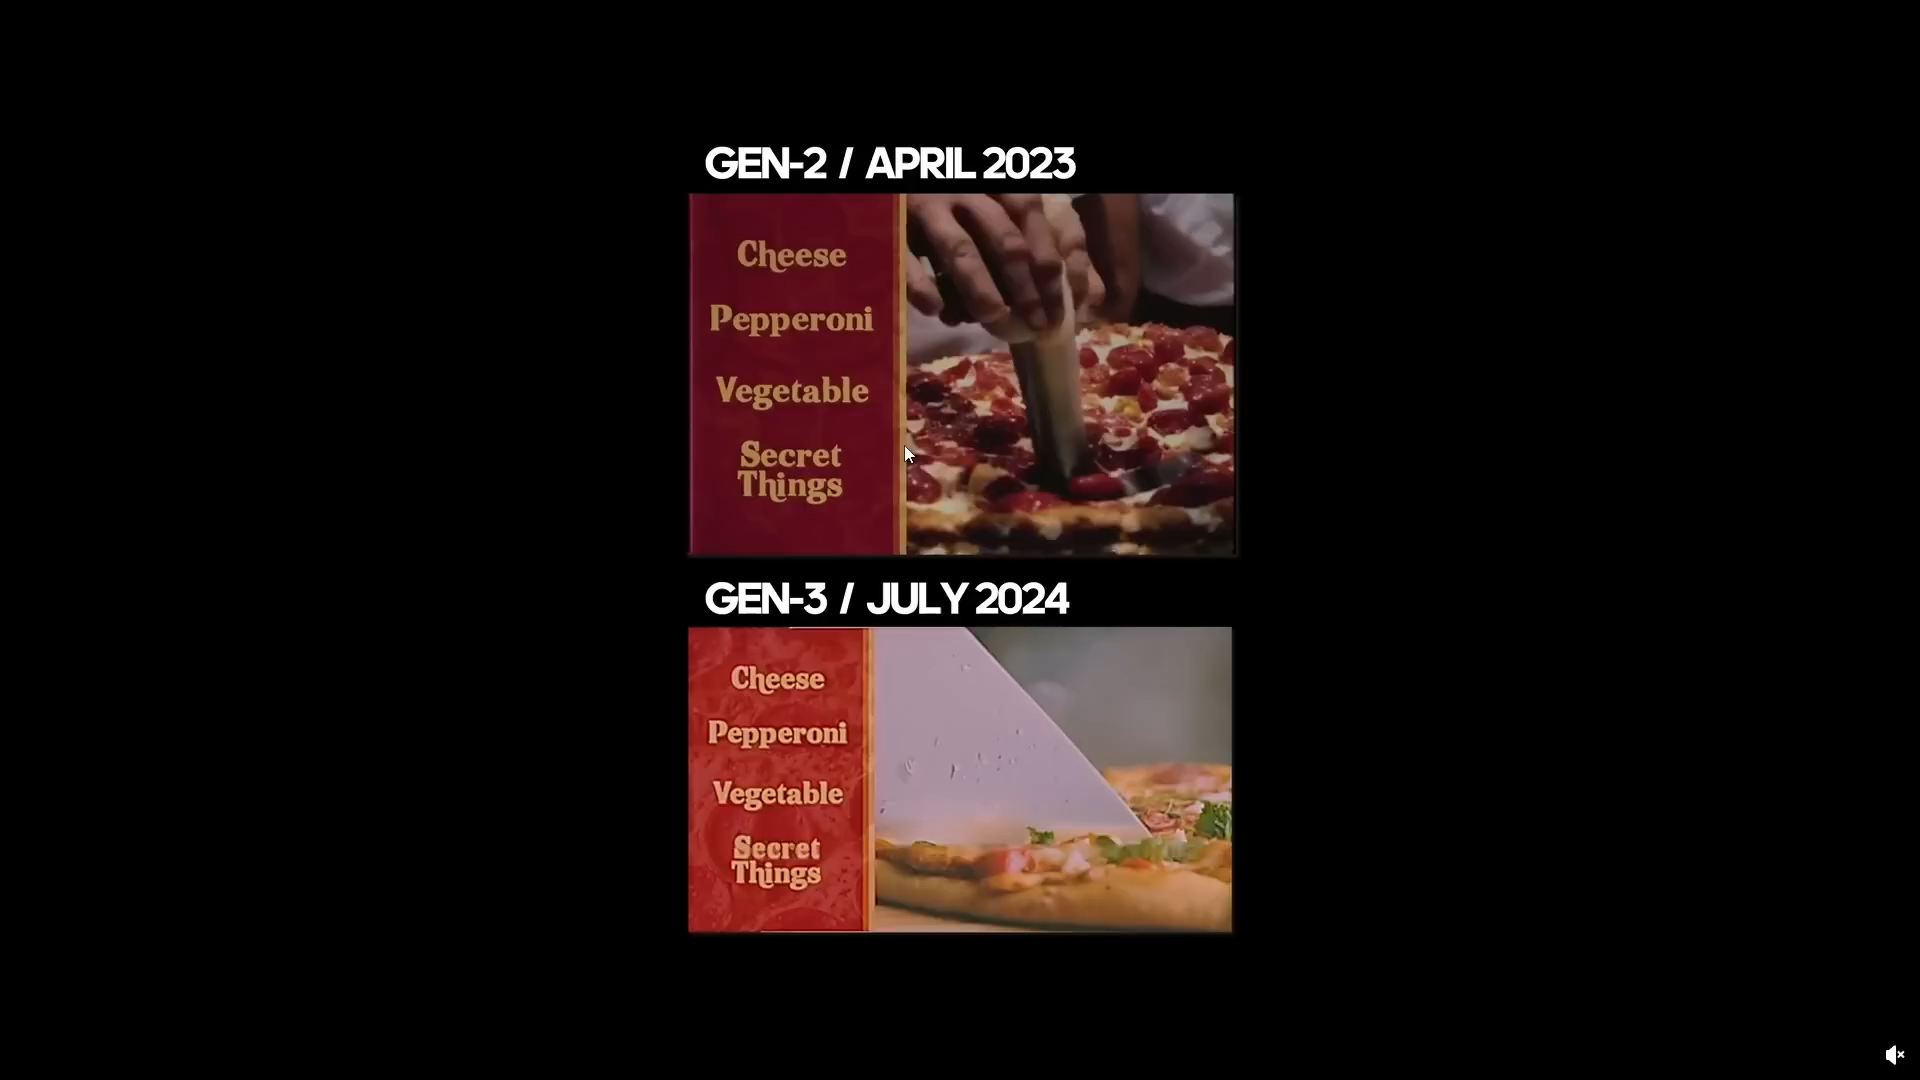 GEN-2 / APRIL 2023
Cheese
Pepperoni
Vegetable
Secret
Things
GEN-3 / JULY 2024
Cheese
Pepperoni
Vegetable
Secret
Things